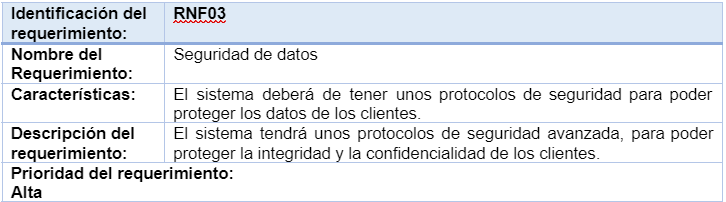 Identificación del RNF03
requerimiento:
Nombre del Seguridad de datos
Requerimiento:
Características: El sistema deberá de tener unos protocolos de seguridad para poder
proteger los datos de los clientes.
Descripción del El sistema tendrá unos protocolos de seguridad avanzada, para poder
requerimiento: proteger la integridad y la confidencialidad de los clientes.
Prioridad del requerimiento:
Alta